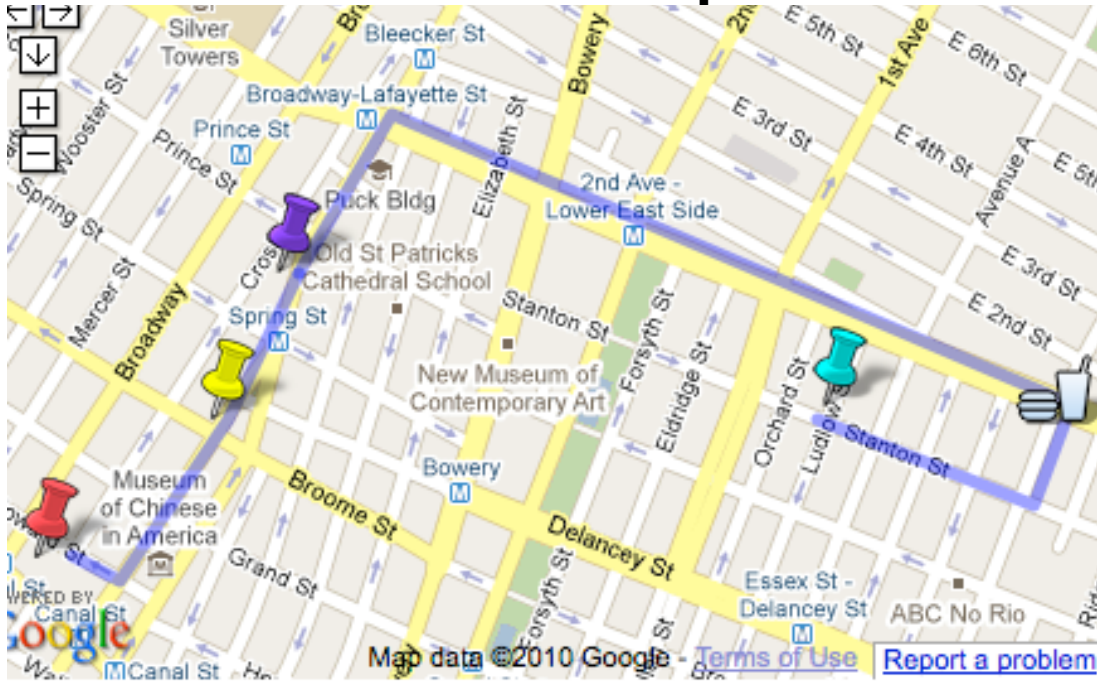 Silver
Towers
Bleecker St
Bowery
E 5th St
1st Ave
E 6th St
Wooster St
Broadway-Lafayette St
Prince St
Prince St
Elizabeth St
E 3rd St
E 4th St
Avenue A
Spring St
Puck Bldg
2nd Ave -
Lower East Side
Old St Patricks
Cathedral School
E 3rd St
Mercer St
Spring St
Stanton St
Forsyth St
E 2nd St
Broadway
New Museum of
Contemporary Art
Eldridge St
Orchard St
Stanton St
Museum
of Chinese
in America
Broome St
Bowery
Delancey St
Grand St
Forsyth St
Essex St -
Delancey St
ABC No Rio
Canal St
Google
Canal St
Map data ©2010 Google - Terms of Use
Report a problem